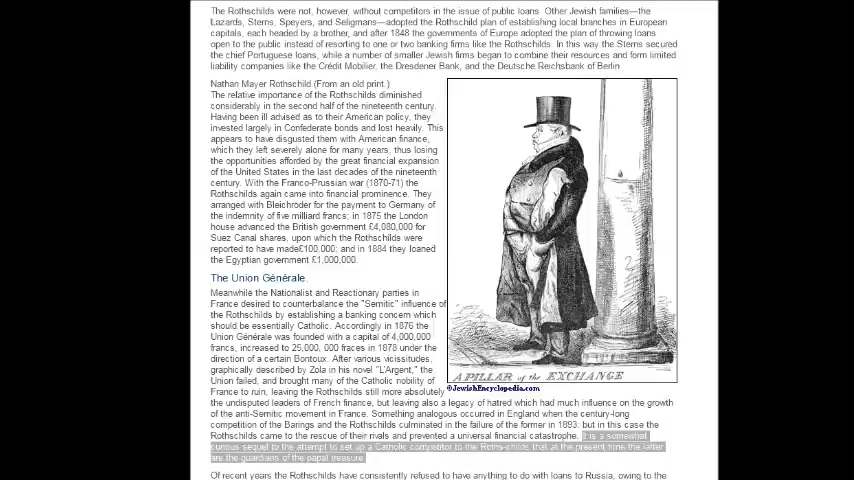 The Rothschilds were not, however, without competitors in the issue of public loans. Other Jewish families—the
Lazards, Sterns, Speyers, and Seligmans—adopted the Rothschild plan of establishing local branches in European
capitals, each headed by a brother, and after 1848 the governments of Europe adopted the plan of throwing loans
open to the public instead of resorting to one or two banking firms like the Rothschilds. In this way the Sterns secured
the chief Portuguese loans, while a number of smaller Jewish firms began to combine their resources and form limited
liability companies like the Crédit Mobilier, the Dresdener Bank, and the Deutsche Reichsbank of Berlin
Nathan Mayer Rothschild.(From an old print.)
The relative importance of the Rothschilds diminished
considerably in the second half of the nineteenth century.
Having been ill advised as to their American policy, they
invested largely in Confederate bonds and lost heavily. This
appears to have disgusted them with American finance,
which they left severely alone for many years, thus losing
the opportunities afforded by the great financial expansion
of the United States in the last decades of the nineteenth
century. With the Franco-Prussian war (1870-71) the
Rothschilds again came into financial prominence. They
arranged with Bleichröder for the payment to Germany of
the indemnity of five milliard francs; in 1875 the London
house advanced the British government £4,080,000 for
Suez Canal shares, upon which the Rothschilds were
reported to have made£100,000; and in 1884 they loaned
the Egyptian government £1,000,000.
The Union Générale.
Meanwhile the Nationalist and Reactionary parties in
France desired to counterbalance the "Semitic" influence of
the Rothschilds by establishing a banking concern which
should be essentially Catholic. Accordingly in 1876 the
Union Générale was founded with a capital of 4,000,000
francs, increased to 25,000, 000 fraces in 1878 under the
direction of a certain Bontoux. After various vicissitudes,
graphically described by Zola in his novel "L'Argent," the
Union failed, and brought many of the Catholic nobility of
France to ruin, leaving the Rothschilds still more absolutely
the undisputed leaders of French finance, but leaving also a legacy of hatred which had much influence on the growth
of the anti-Semitic movement in France. Something analogous occurred in England when the century-long
competition of the Barings and the Rothschilds culminated in the failure of the former in 1893; but in this case the
Rothschilds came to the rescue of their rivals and prevented a universal financial catastrophe. It is a somewhat
curious sequel to the attempt to set up a Catholic competitor to the Roths-childs that at the present time the latter
are the guardians of the papal treasure.
Of recent years the Rothschilds have consistently refused to have anything to do with loans to Russia, owing to the
A PILLAR of the EXCHANGE
©JewishEncyclopedia.com